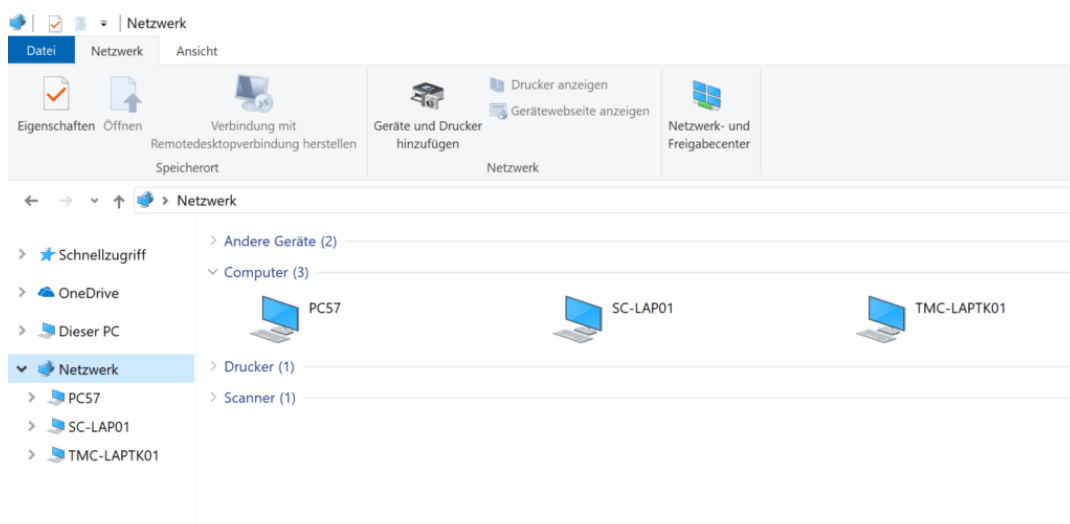 Netzwerk
Datei Netzwerk Ansicht
Eigenschaften Öffnen Verbindung mit Remotedesktopverbindung herstellen
Geräte und Drucker hinzufügen
Drucker anzeigen
Gerätewebseite anzeigen
Netzwerk- und Freigabecenter
Speicherort Netzwerk
Netzwerk
Schnellzugriff
OneDrive
Dieser PC
Netzwerk
PC57
SC-LAP01
TMC-LAPTK01
Andere Geräte (2)
Computer (3)
PC57 SC-LAP01 TMC-LAPTK01
Drucker (1)
Scanner (1)